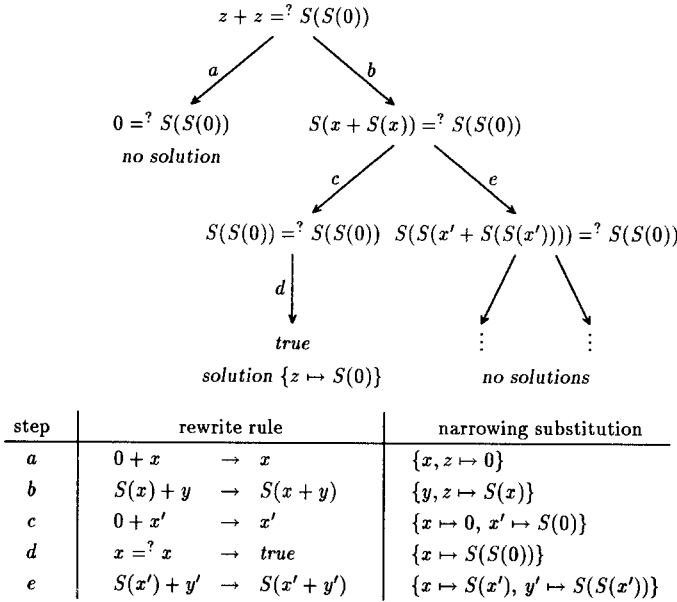 z + z =? S(S(0))
a
b
0 =? S(S(0))
S(x + S(x)) =? S(S(0))
no solution
c
e
S(S(0)) =? S(S(0))
S(S(x′ + S(S(x′)))) =? S(S(0))
d
true
⋮
⋮
solution {z ↦ S(0)}
no solutions
step rewrite rule narrowing substitution
a 0 + x → x {x, z ↦ 0}
b S(x) + y → S(x + y) {y, z ↦ S(x)}
c 0 + x′ → x′ {x ↦ 0, x′ ↦ S(0)}
d x =? x → true {x ↦ S(S(0))}
e S(x′) + y′ → S(x′ + y′) {x ↦ S(x′), y′ ↦ S(S(x′))}